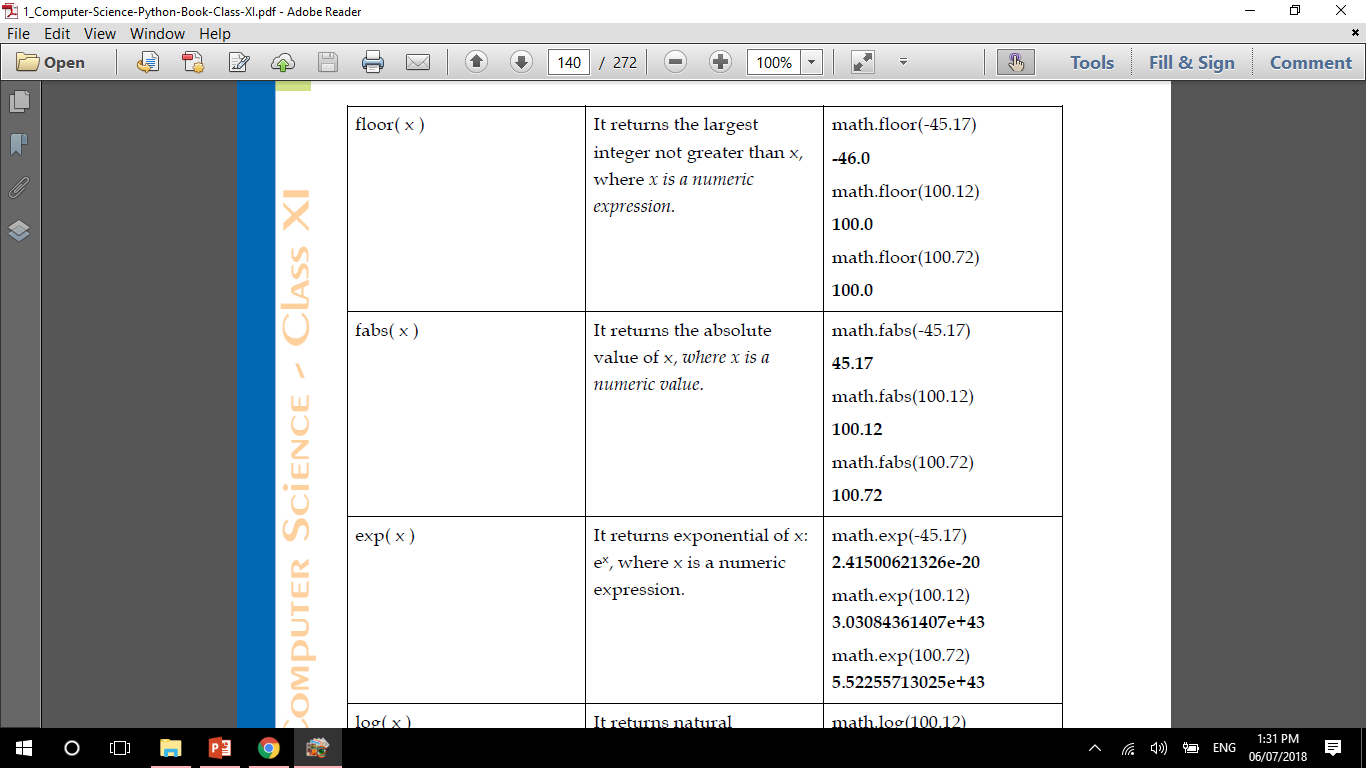 1_Computer-Science-Python-Book-Class-XI.pdf - Adobe Reader
File Edit View Window Help
Open 140 / 272 100% Tools Fill & Sign Comment
COMPUTER SCIENCE - CLASS XI
floor( x )
It returns the largest
integer not greater than x,
where x is a numeric
expression.
math.floor(-45.17)
-46.0
math.floor(100.12)
100.0
math.floor(100.72)
100.0
fabs( x )
It returns the absolute
value of x, where x is a
numeric value.
math.fabs(-45.17)
45.17
math.fabs(100.12)
100.12
math.fabs(100.72)
100.72
exp( x )
It returns exponential of x:
eˣ, where x is a numeric
expression.
math.exp(-45.17)
2.41500621326e-20
math.exp(100.12)
3.03084361407e+43
math.exp(100.72)
5.52255713025e+43
log( x )
It returns natural
math.log(100.12)
ENG
1:31 PM
06/07/2018